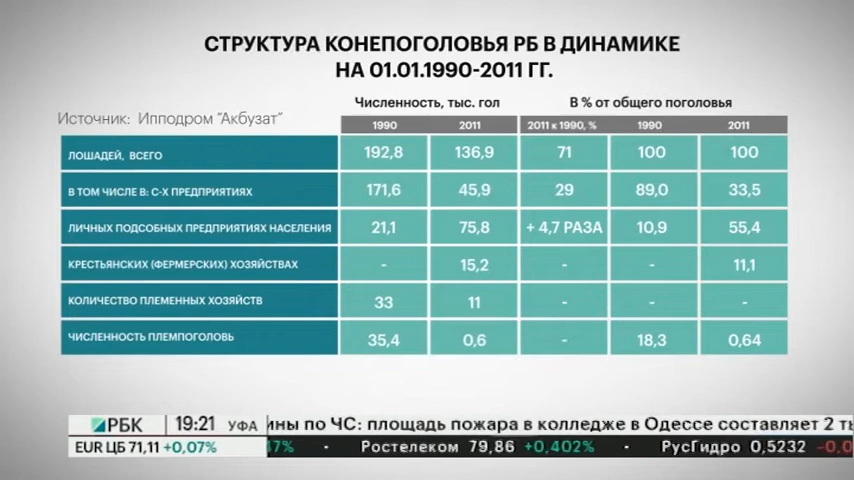 СТРУКТУРА КОНЕПОГОЛОВЬЯ РБ В ДИНАМИКЕ
НА 01.01.1990-2011 ГГ.
Источник: Ипподром "Акбузат"
Численность, тыс. гол В % от общего поголовья
1990 2011 2011 к 1990, % 1990 2011
ЛОШАДЕЙ, ВСЕГО 192,8 136,9 71 100 100
В ТОМ ЧИСЛЕ В: С-Х ПРЕДПРИЯТИЯХ 171,6 45,9 29 89,0 33,5
ЛИЧНЫХ ПОДСОБНЫХ ПРЕДПРИЯТИЯХ НАСЕЛЕНИЯ 21,1 75,8 + 4,7 РАЗА 10,9 55,4
КРЕСТЬЯНСКИХ (ФЕРМЕРСКИХ) ХОЗЯЙСТВАХ - 15,2 - - 11,1
КОЛИЧЕСТВО ПЛЕМЕННЫХ ХОЗЯЙСТВ 33 11 - - -
ЧИСЛЕННОСТЬ ПЛЕМПОГОЛОВЬ 35,4 0,6 - 18,3 0,64
РБК 19:21 УФА ины по ЧС: площадь пожара в колледже в Одессе составляет 2 ты
EUR ЦБ 71,11 +0,07% 47% · Ростелеком 79,86 +0,402% · РусГидро 0,5232 -0,0